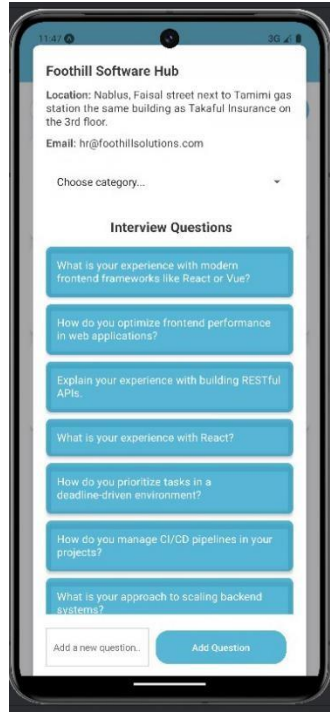 11:47
3G
Foothill Software Hub
Location: Nablus, Faisal street next to Tamimi gas
station the same building as Takaful Insurance on
the 3rd floor.
Email: hr@foothillsolutions.com
Choose category...
Interview Questions
What is your experience with modern
frontend frameworks like React or Vue?
How do you optimize frontend performance
in web applications?
Explain your experience with building RESTful
APIs.
What is your experience with React?
How do you prioritize tasks in a
deadline-driven environment?
How do you manage CI/CD pipelines in your
projects?
What is your approach to scaling backend
systems?
Add a new question..
Add Question